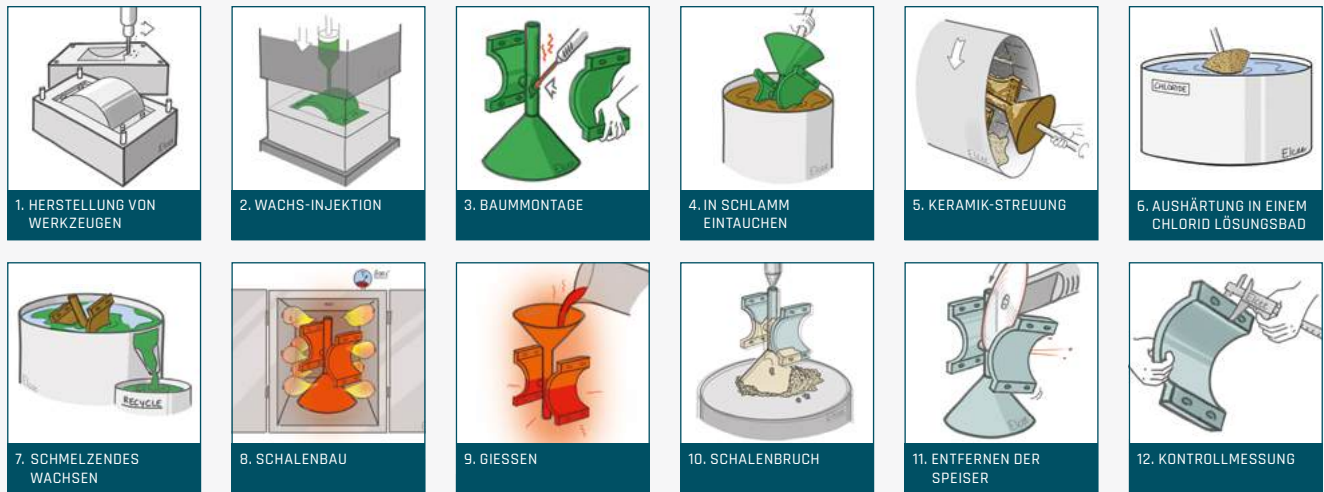 1. HERSTELLUNG VON
WERKZEUGEN
2. WACHS-INJEKTION
3. BAUMMONTAGE
4. IN SCHLAMM
EINTAUCHEN
5. KERAMIK-STREUUNG
CHLORIDE
6. AUSHÄRTUNG IN EINEM
CHLORID LÖSUNGSBAD
RECYCLE
7. SCHMELZENDES
WACHSEN
8. SCHALENBAU
9. GIESSEN
10. SCHALENBRUCH
11. ENTFERNEN DER
SPEISER
12. KONTROLLMESSUNG